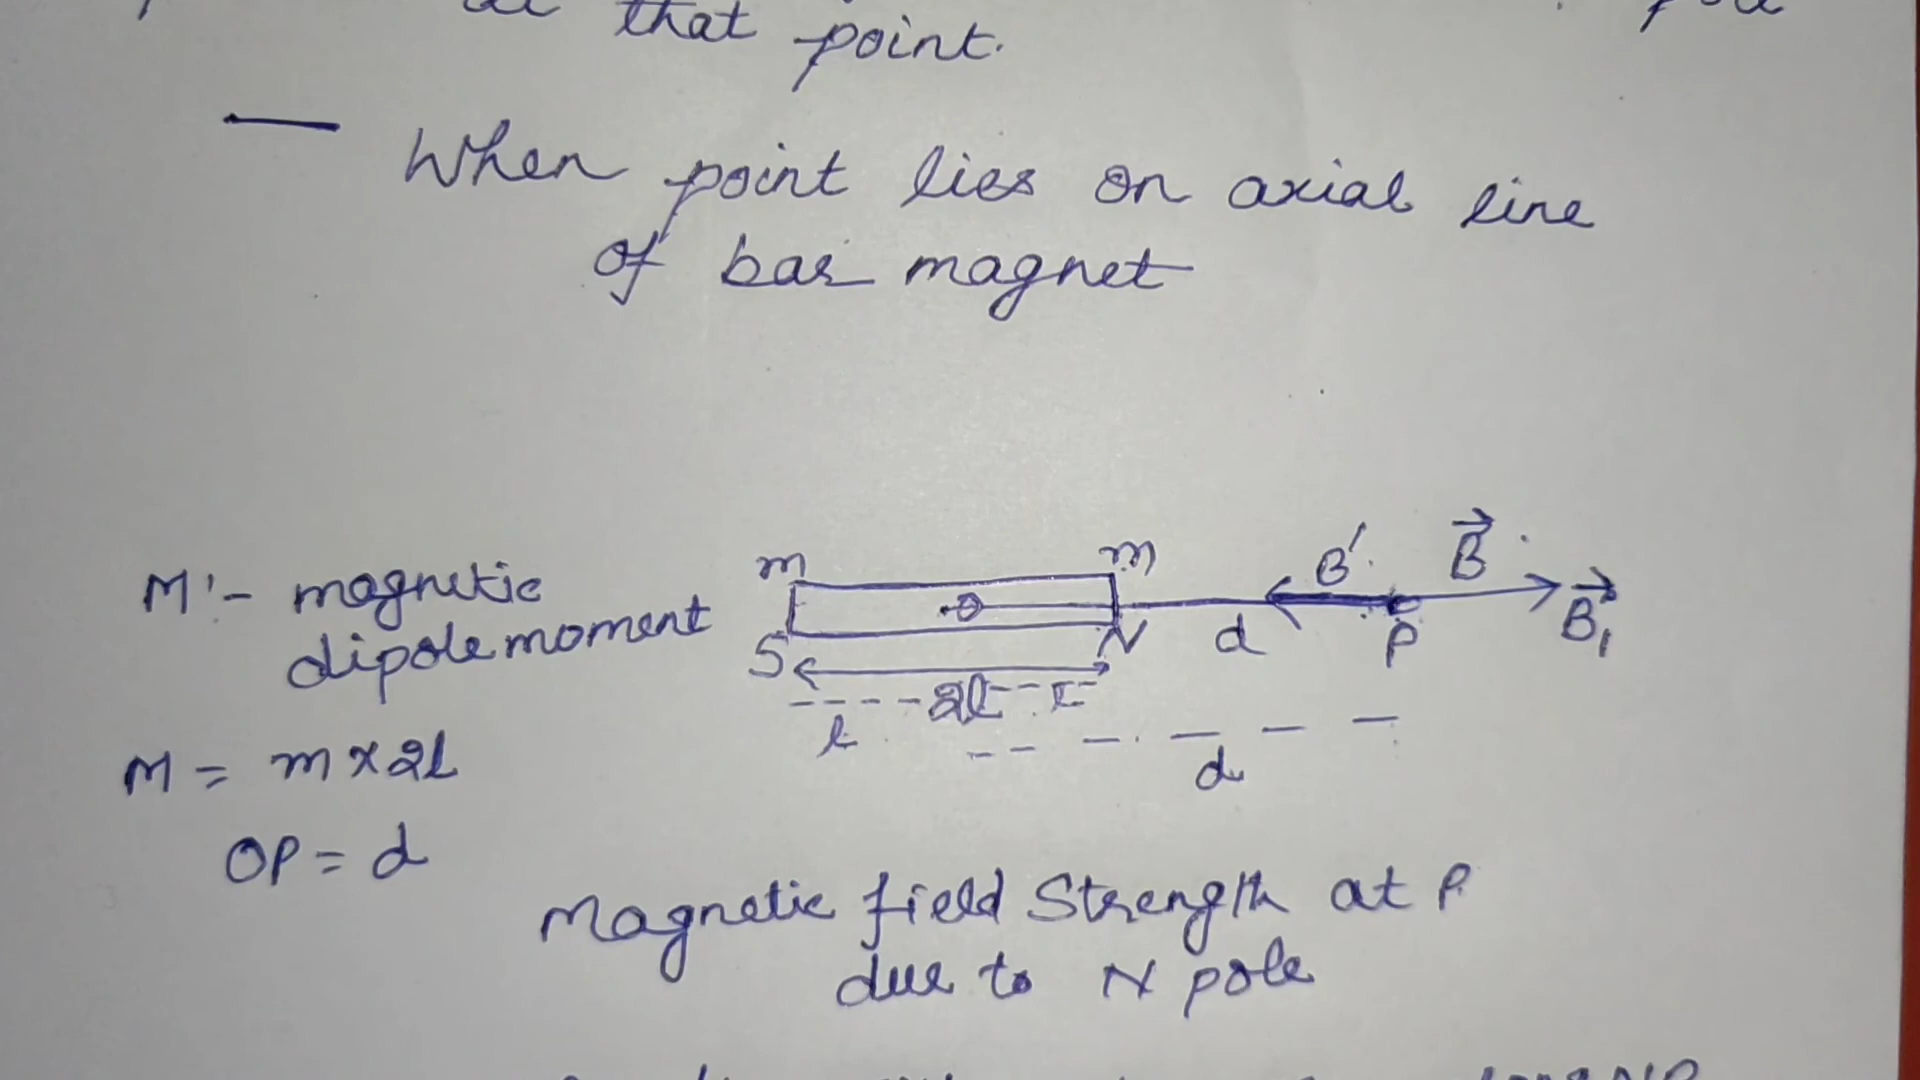 that point.
— When point lies on axial line
of bar magnet
M'- magnetic
dipole moment
M = m × 2l
OP = d
m m
S N
O
2l
l l
d
B' B⃗
P B⃗₁
d
Magnetic field Strength at P
due to N pole